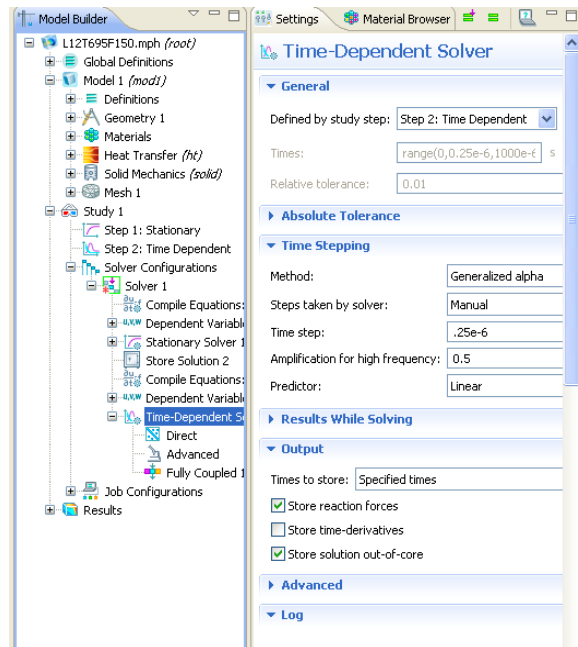 Model Builder
L12T695F150.mph (root)
Global Definitions
Model 1 (mod1)
Definitions
Geometry 1
Materials
Heat Transfer (ht)
Solid Mechanics (solid)
Mesh 1
Study 1
Step 1: Stationary
Step 2: Time Dependent
Solver Configurations
Solver 1
Compile Equations:
Dependent Variabl
Stationary Solver 1
Store Solution 2
Compile Equations:
Dependent Variabl
Time-Dependent S
Direct
Advanced
Fully Coupled 1
Job Configurations
Results
Settings
Material Browser
Time-Dependent Solver
General
Defined by study step: Step 2: Time Dependent
Times: range(0,0.25e-6,1000e-6 s
Relative tolerance: 0.01
Absolute Tolerance
Time Stepping
Method: Generalized alpha
Steps taken by solver: Manual
Time step: .25e-6
Amplification for high frequency: 0.5
Predictor: Linear
Results While Solving
Output
Times to store: Specified times
Store reaction forces
Store time-derivatives
Store solution out-of-core
Advanced
Log